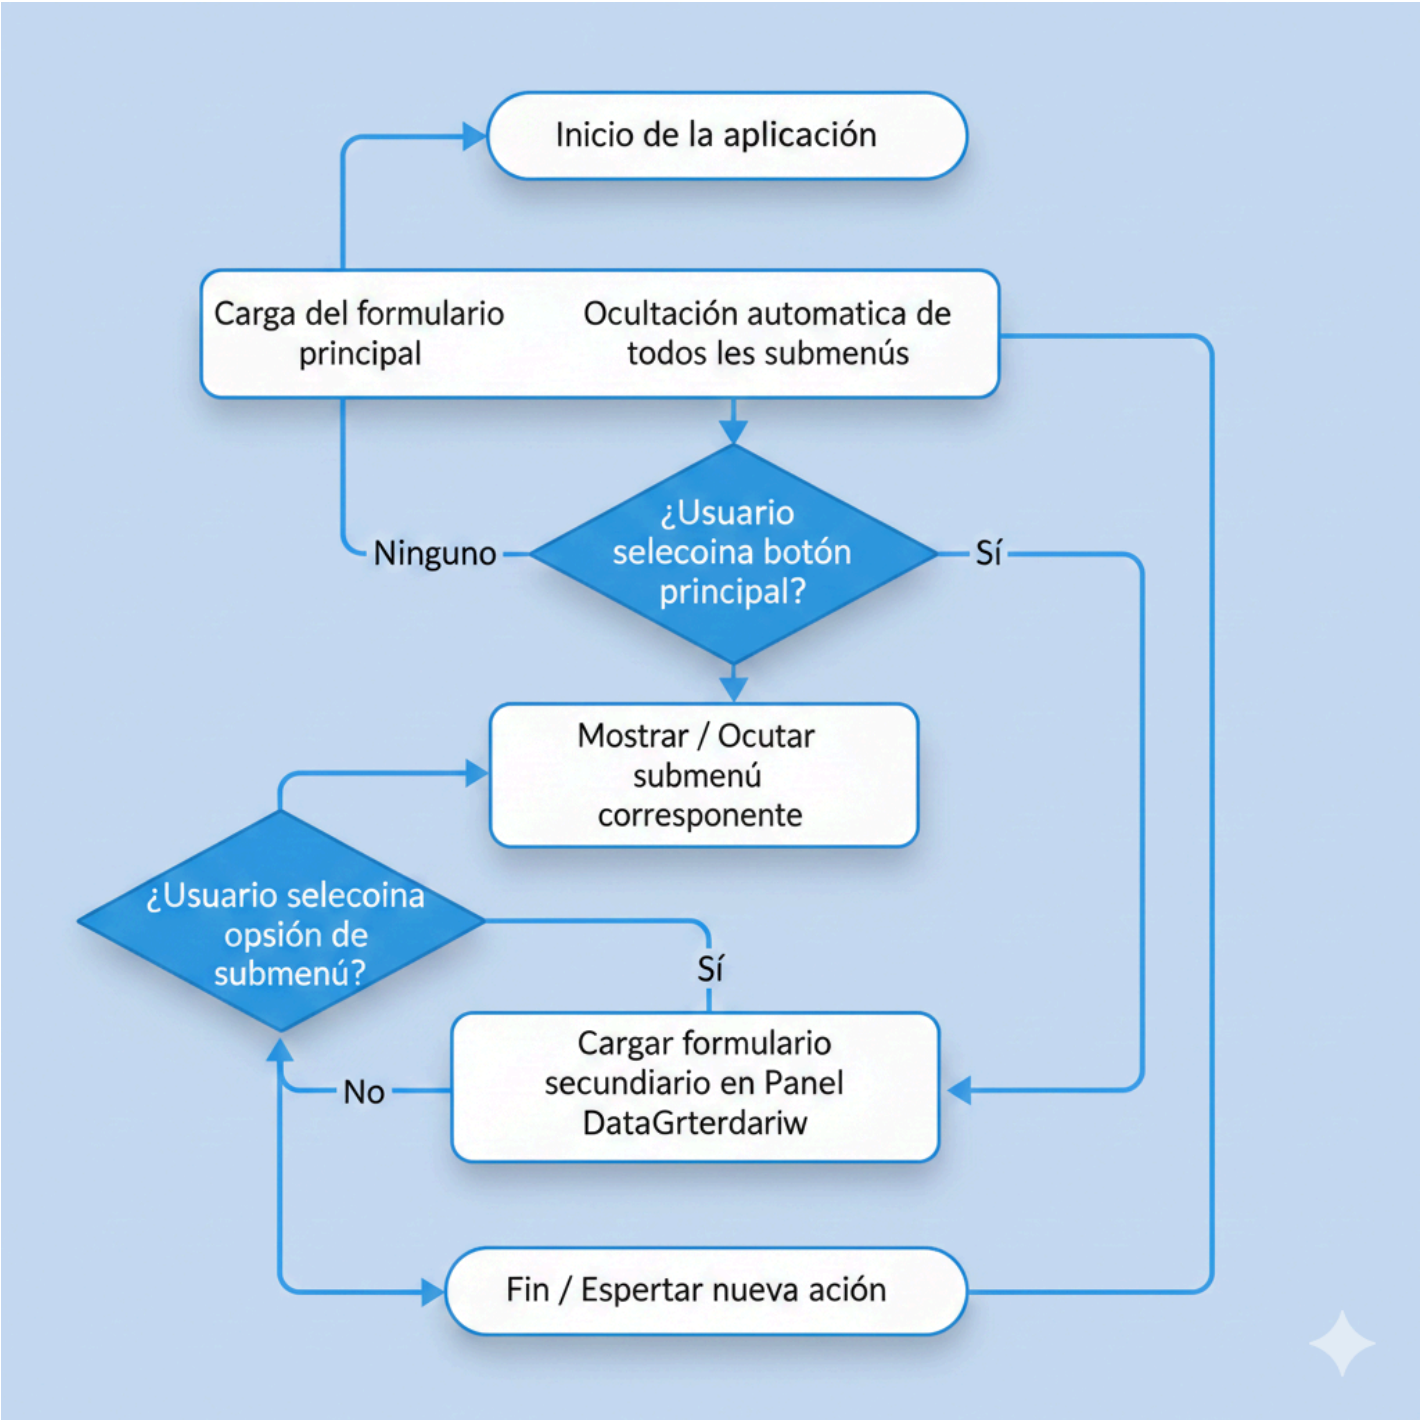 Inicio de la aplicación
Carga del formulario
principal
Ocultación automatica de
todos les submenús
¿Usuario
selecoina botón
principal?
Ninguno
Sí
Mostrar / Ocutar
submenú
corresponente
¿Usuario selecoina
opsión de
submenú?
Sí
Cargar formulario
secundiario en Panel
DataGrterdariw
No
Fin / Espertar nueva ación